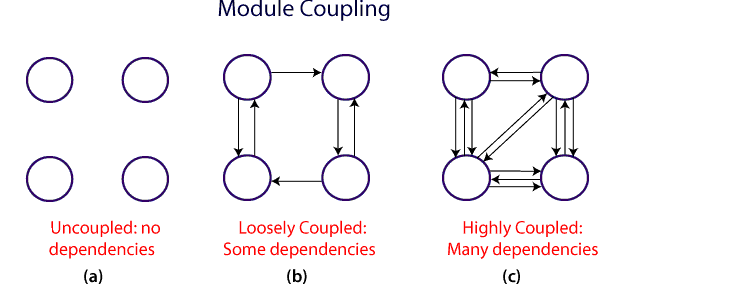 Module Coupling
Uncoupled: no
dependencies
(a)
Loosely Coupled:
Some dependencies
(b)
Highly Coupled:
Many dependencies
(c)